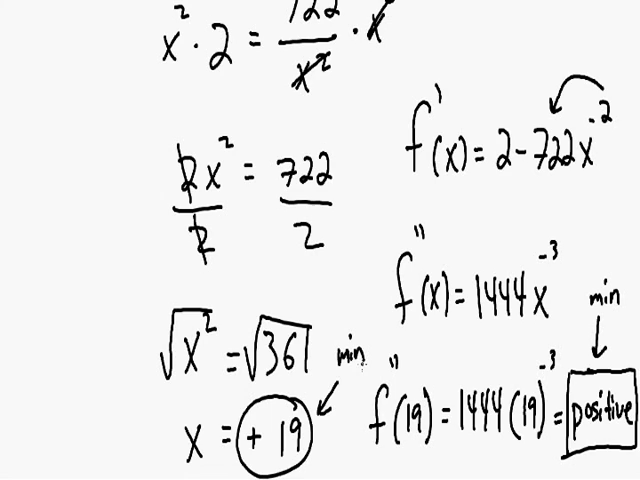 x² · 2 = 722/x² · x
f'(x) = 2 - 722x⁻²
2x²/2 = 722/2
f''(x) = 1444x⁻³
min
√x² = √361
min
f''(19) = 1444(19)⁻³ = positive
x = + 19